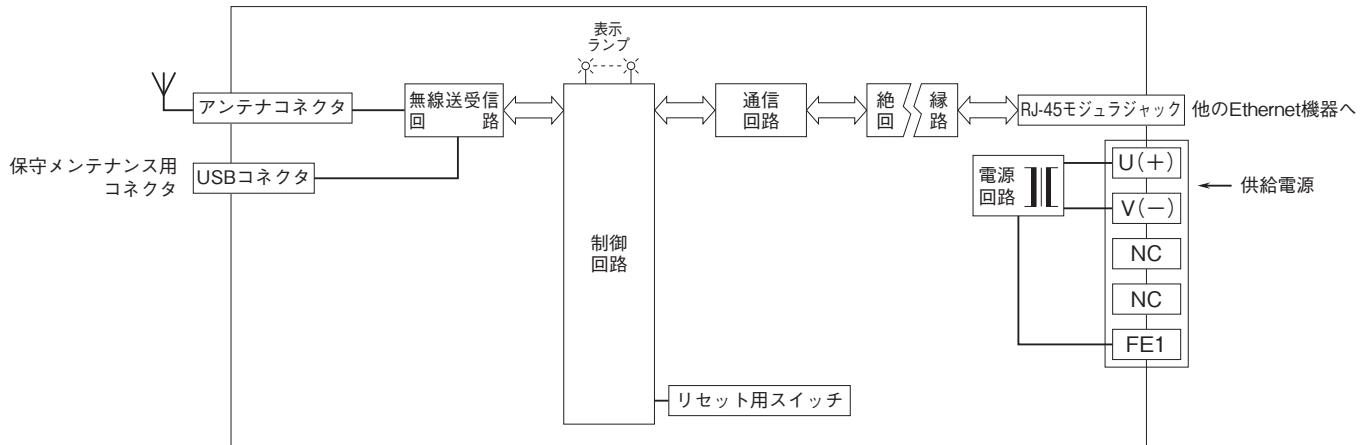 表示
ランプ
アンテナコネクタ
無線送受信
回路
通信
回路
絶縁
回路
RJ-45モジュラジャック
他のEthernet機器へ
保守メンテナンス用
コネクタ
USBコネクタ
電源
回路
U(+)
V(−)
NC
NC
FE1
供給電源
制御
回路
リセット用スイッチ